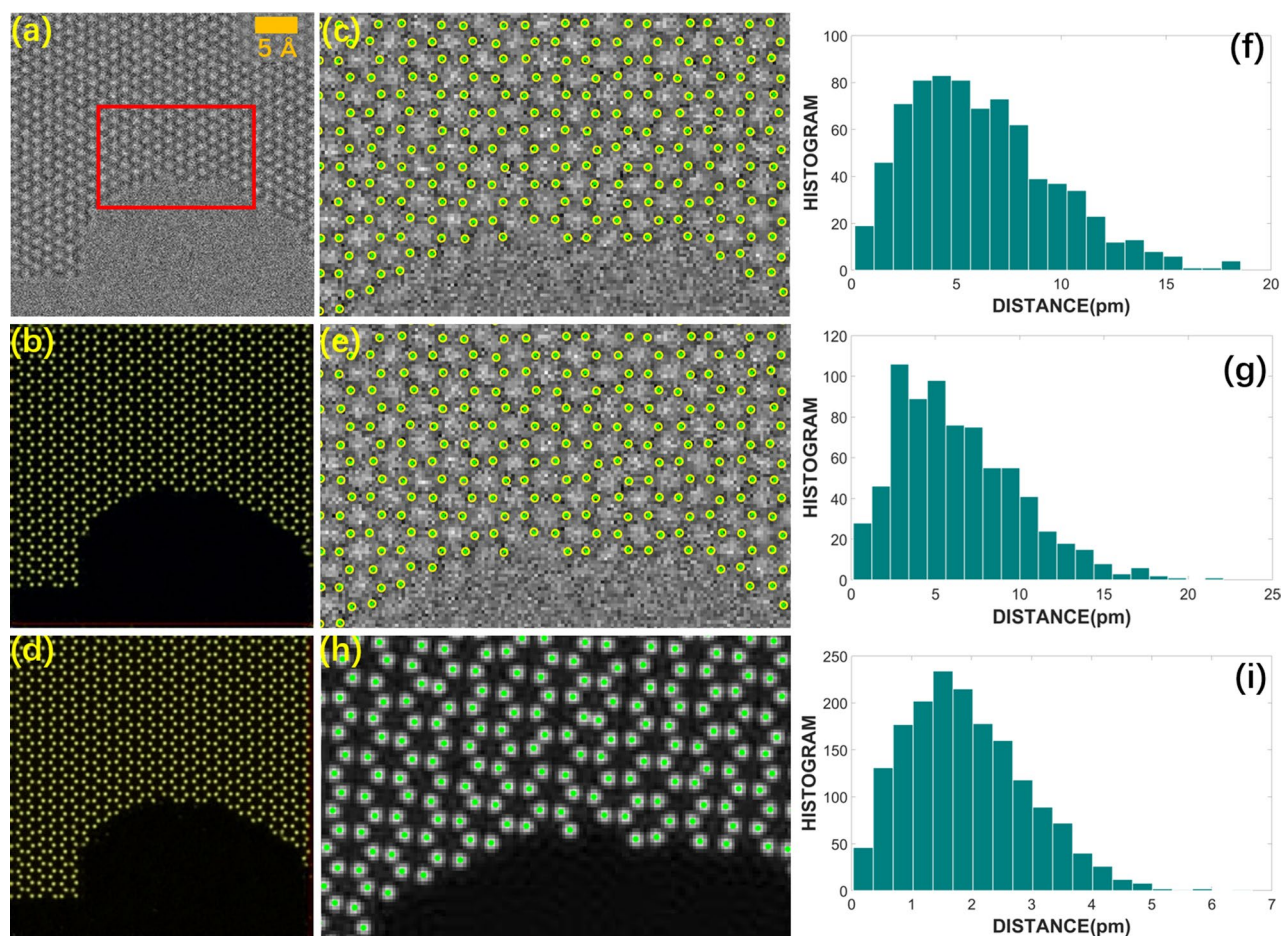 (a)
5 Å
(c)
(b)
(e)
(d)
(h)
(f)
HISTOGRAM
100
80
60
40
20
0
0 5 10 15 20
DISTANCE(pm)
(g)
HISTOGRAM
120
100
80
60
40
20
0
0 5 10 15 20 25
DISTANCE(pm)
(i)
HISTOGRAM
250
200
150
100
50
0
0 1 2 3 4 5 6 7
DISTANCE(pm)